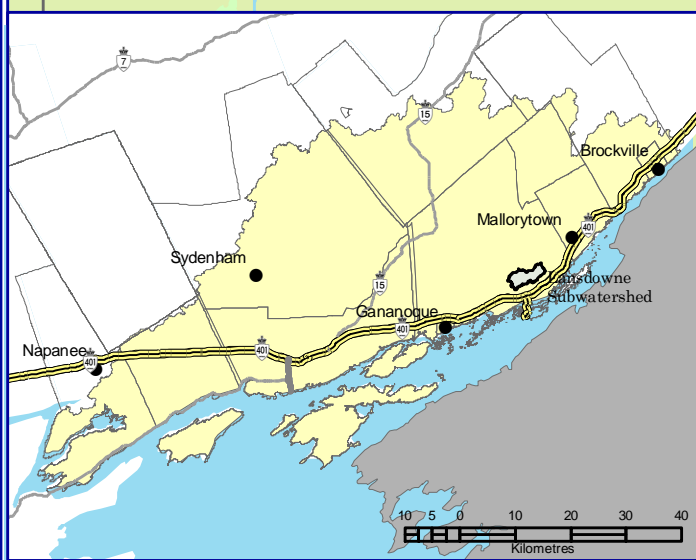 7
15
Brockville
Mallorytown
401
Sydenham
Lansdowne
Subwatershed
15
Gananoque
401
Napanee
401
401
10 5 0 10 20 30 40
Kilometres